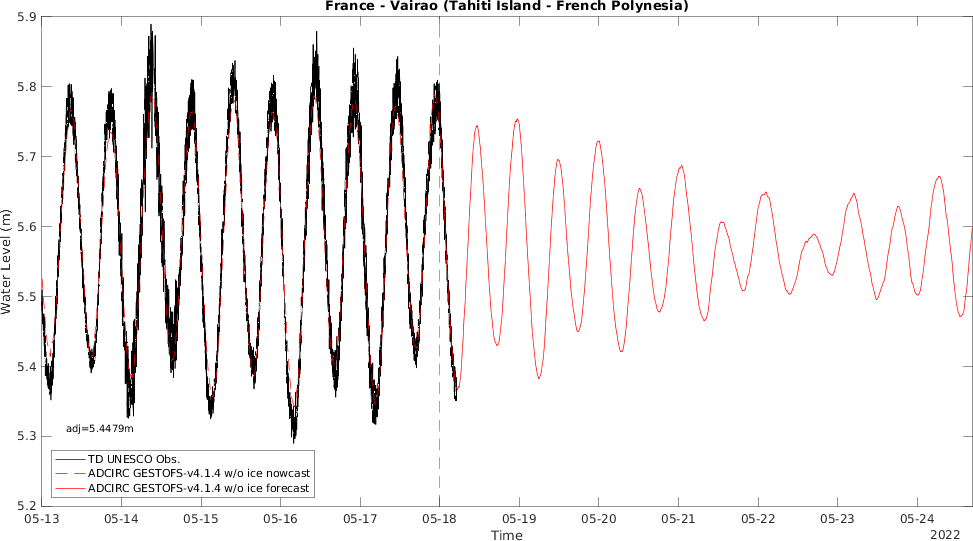 France - Vairao (Tahiti Island - French Polynesia)
5.9
5.8
5.7
5.6
5.5
5.4
5.3
5.2
Water Level (m)
adj=5.4479m
TD UNESCO Obs.
ADCIRC GESTOFS-v4.1.4 w/o ice nowcast
ADCIRC GESTOFS-v4.1.4 w/o ice forecast
05-13 05-14 05-15 05-16 05-17 05-18 05-19 05-20 05-21 05-22 05-23 05-24
Time
2022